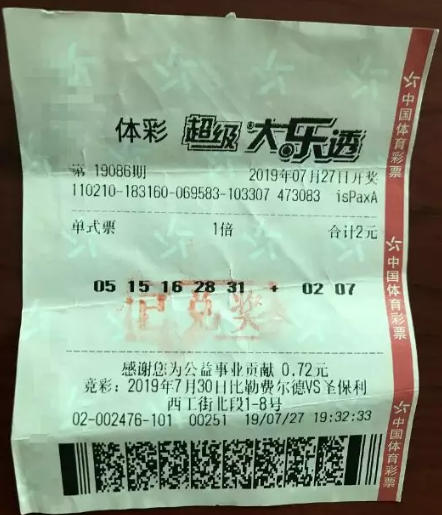 体彩 超级大乐透
第 19086期 2019年07月27日开奖
110210-183160-069583-103307 473083 isPaxA
单式票 1倍 合计2元
05 15 16 28 31 + 02 07
已兑奖
感谢您为公益事业贡献 0.72元
竞彩：2019年7月30日比勒费尔德VS圣保利
西工街北段1-8号
02-002476-101 00251 19/07/27 19:32:33
中国体育彩票
中国体育彩票
中国体育彩票